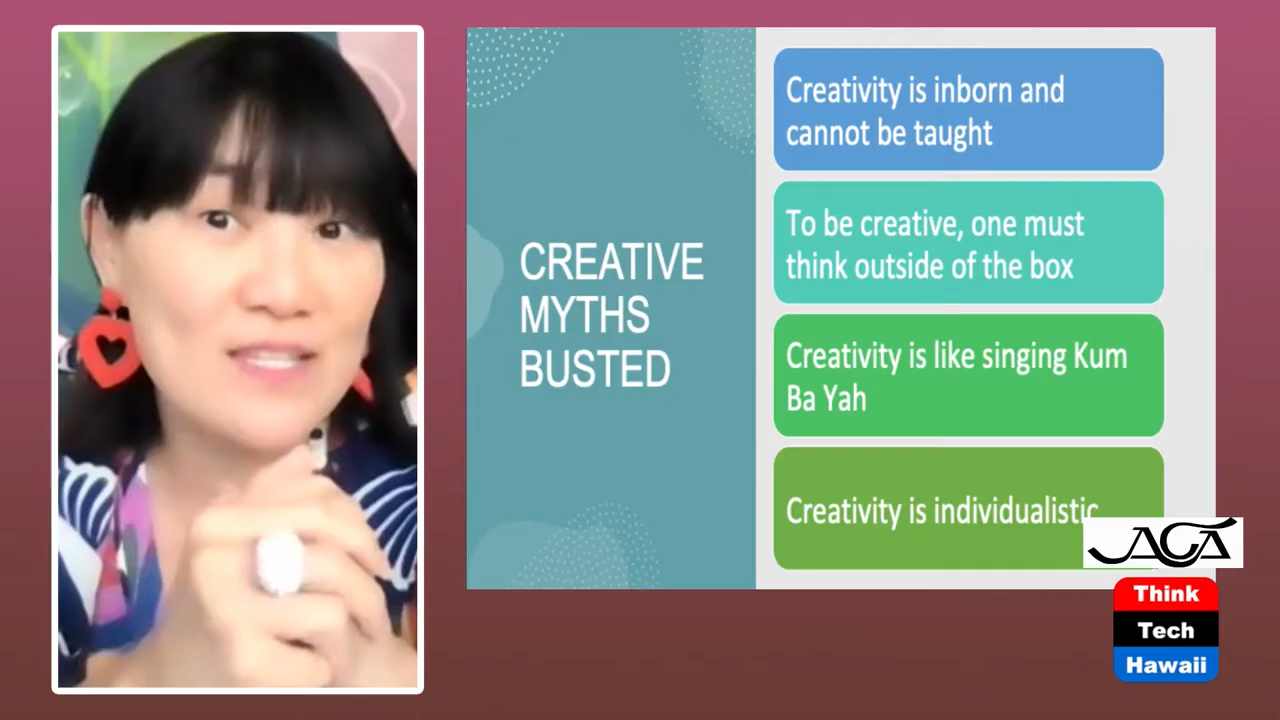 CREATIVE
MYTHS
BUSTED
Creativity is inborn and
cannot be taught
To be creative, one must
think outside of the box
Creativity is like singing Kum
Ba Yah
Creativity is individualistic
JAGA
Think
Tech
Hawaii